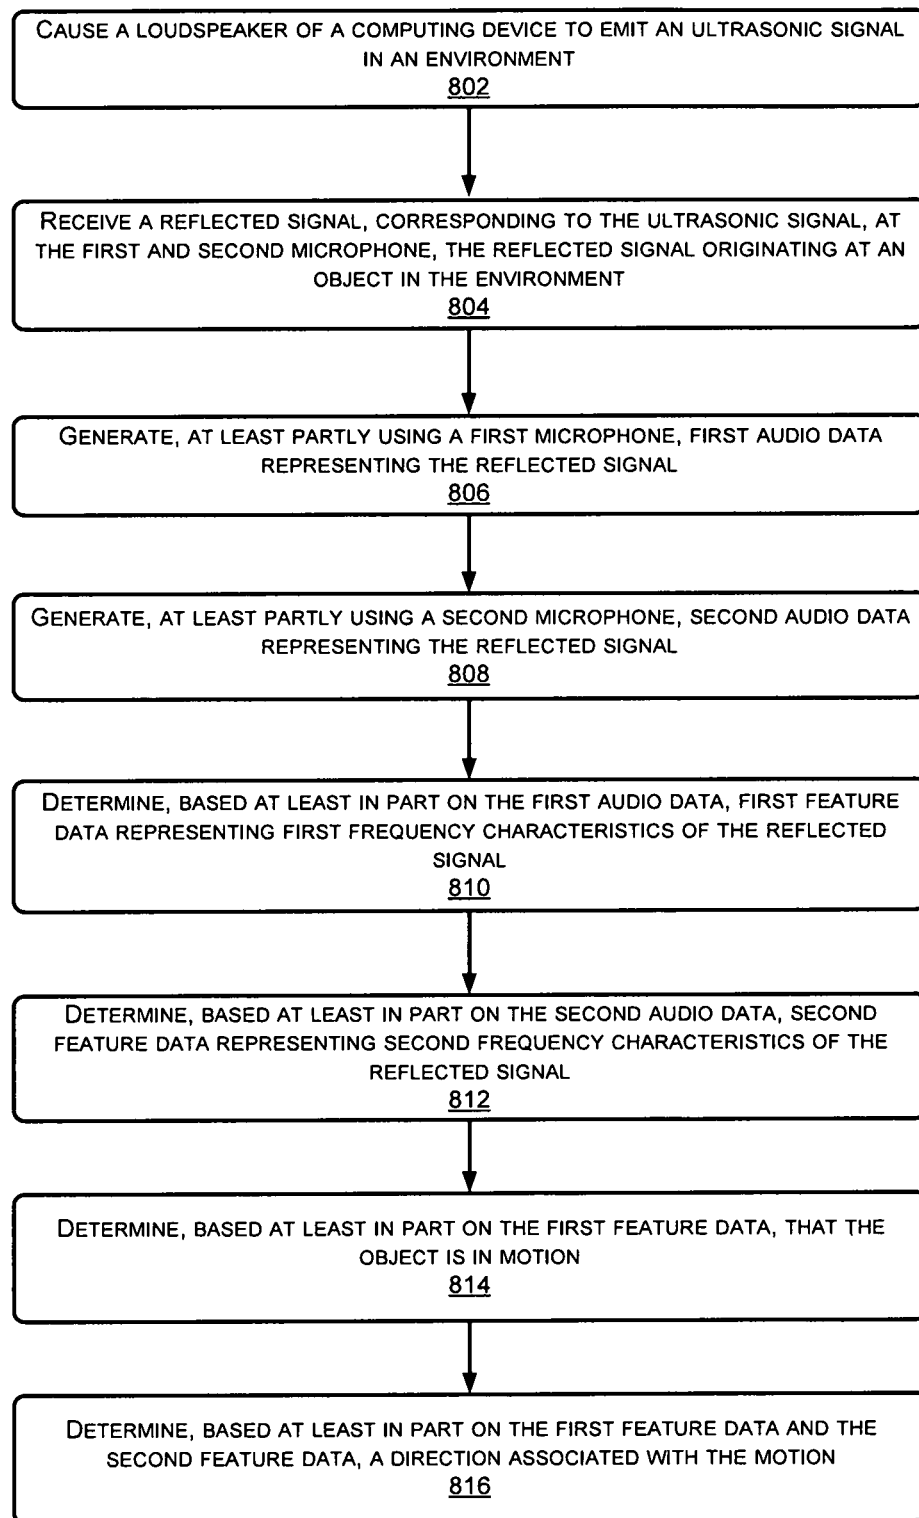 CAUSE A LOUDSPEAKER OF A COMPUTING DEVICE TO EMIT AN ULTRASONIC SIGNAL
IN AN ENVIRONMENT
802
RECEIVE A REFLECTED SIGNAL, CORRESPONDING TO THE ULTRASONIC SIGNAL, AT
THE FIRST AND SECOND MICROPHONE, THE REFLECTED SIGNAL ORIGINATING AT AN
OBJECT IN THE ENVIRONMENT
804
GENERATE, AT LEAST PARTLY USING A FIRST MICROPHONE, FIRST AUDIO DATA
REPRESENTING THE REFLECTED SIGNAL
806
GENERATE, AT LEAST PARTLY USING A SECOND MICROPHONE, SECOND AUDIO DATA
REPRESENTING THE REFLECTED SIGNAL
808
DETERMINE, BASED AT LEAST IN PART ON THE FIRST AUDIO DATA, FIRST FEATURE
DATA REPRESENTING FIRST FREQUENCY CHARACTERISTICS OF THE REFLECTED
SIGNAL
810
DETERMINE, BASED AT LEAST IN PART ON THE SECOND AUDIO DATA, SECOND
FEATURE DATA REPRESENTING SECOND FREQUENCY CHARACTERISTICS OF THE
REFLECTED SIGNAL
812
DETERMINE, BASED AT LEAST IN PART ON THE FIRST FEATURE DATA, THAT THE
OBJECT IS IN MOTION
814
DETERMINE, BASED AT LEAST IN PART ON THE FIRST FEATURE DATA AND THE
SECOND FEATURE DATA, A DIRECTION ASSOCIATED WITH THE MOTION
816